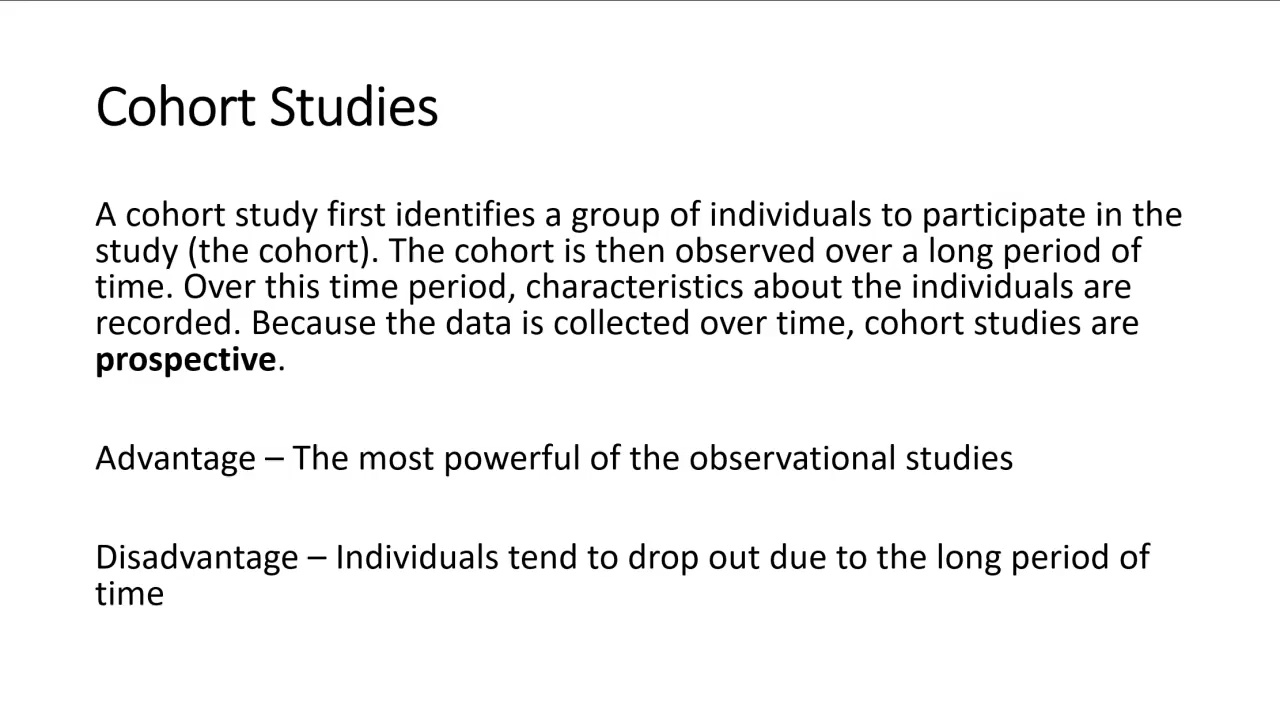 Cohort Studies
A cohort study first identifies a group of individuals to participate in the
study (the cohort). The cohort is then observed over a long period of
time. Over this time period, characteristics about the individuals are
recorded. Because the data is collected over time, cohort studies are
prospective.
Advantage – The most powerful of the observational studies
Disadvantage – Individuals tend to drop out due to the long period of
time